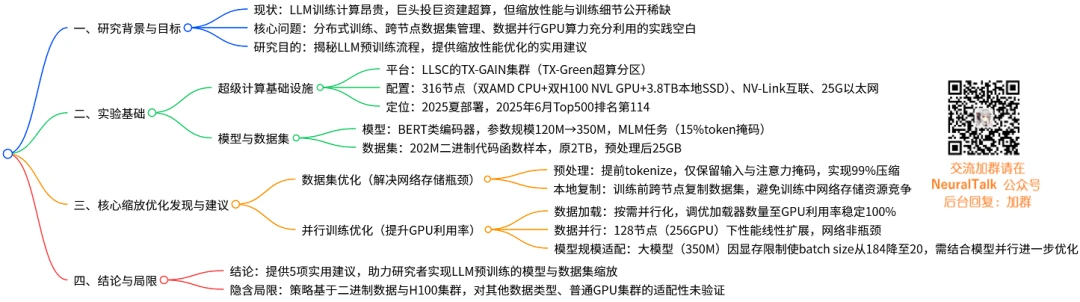 一、研究背景与目标
现状：LLM训练计算昂贵，巨头投巨资建超算，但缩放性能与训练细节公开稀缺
核心问题：分布式训练、跨节点数据集管理、数据并行GPU算力充分利用的实践空白
研究目的：揭秘LLM预训练流程，提供缩放性能优化的实用建议
二、实验基础
超级计算基础设施
平台：LLSC的TX-GAIN集群（TX-Green超算分区）
配置：316节点（双AMD CPU+双H100 NVL GPU+3.8TB本地SSD）、NV-Link互联、25G以太网
定位：2025夏部署，2025年6月Top500排名第114
模型与数据集
模型：BERT类编码器，参数规模120M→350M，MLM任务（15%token掩码）
数据集：202M二进制代码函数样本，原2TB，预处理后25GB
三、核心缩放优化发现与建议
数据集优化（解决网络存储瓶颈）
预处理：提前tokenize，仅保留输入与注意力掩码，实现99%压缩
本地复制：训练前跨节点复制数据集，避免训练中网络存储资源竞争
并行训练优化（提升GPU利用率）
数据加载：按需并行化，调优加载器数量至GPU利用率稳定100%
数据并行：128节点（256GPU）下性能线性扩展，网络非瓶颈
模型规模适配：大模型（350M）因显存限制使batch size从184降至20，需结合模型并行进一步优化
四、结论与局限
结论：提供5项实用建议，助力研究者实现LLM预训练的模型与数据集缩放
隐含局限：策略基于二进制数据与H100集群，对其他数据类型、普通GPU集群的适配性未验证
交流加群请在
NeuralTalk 公众号
后台回复：加群